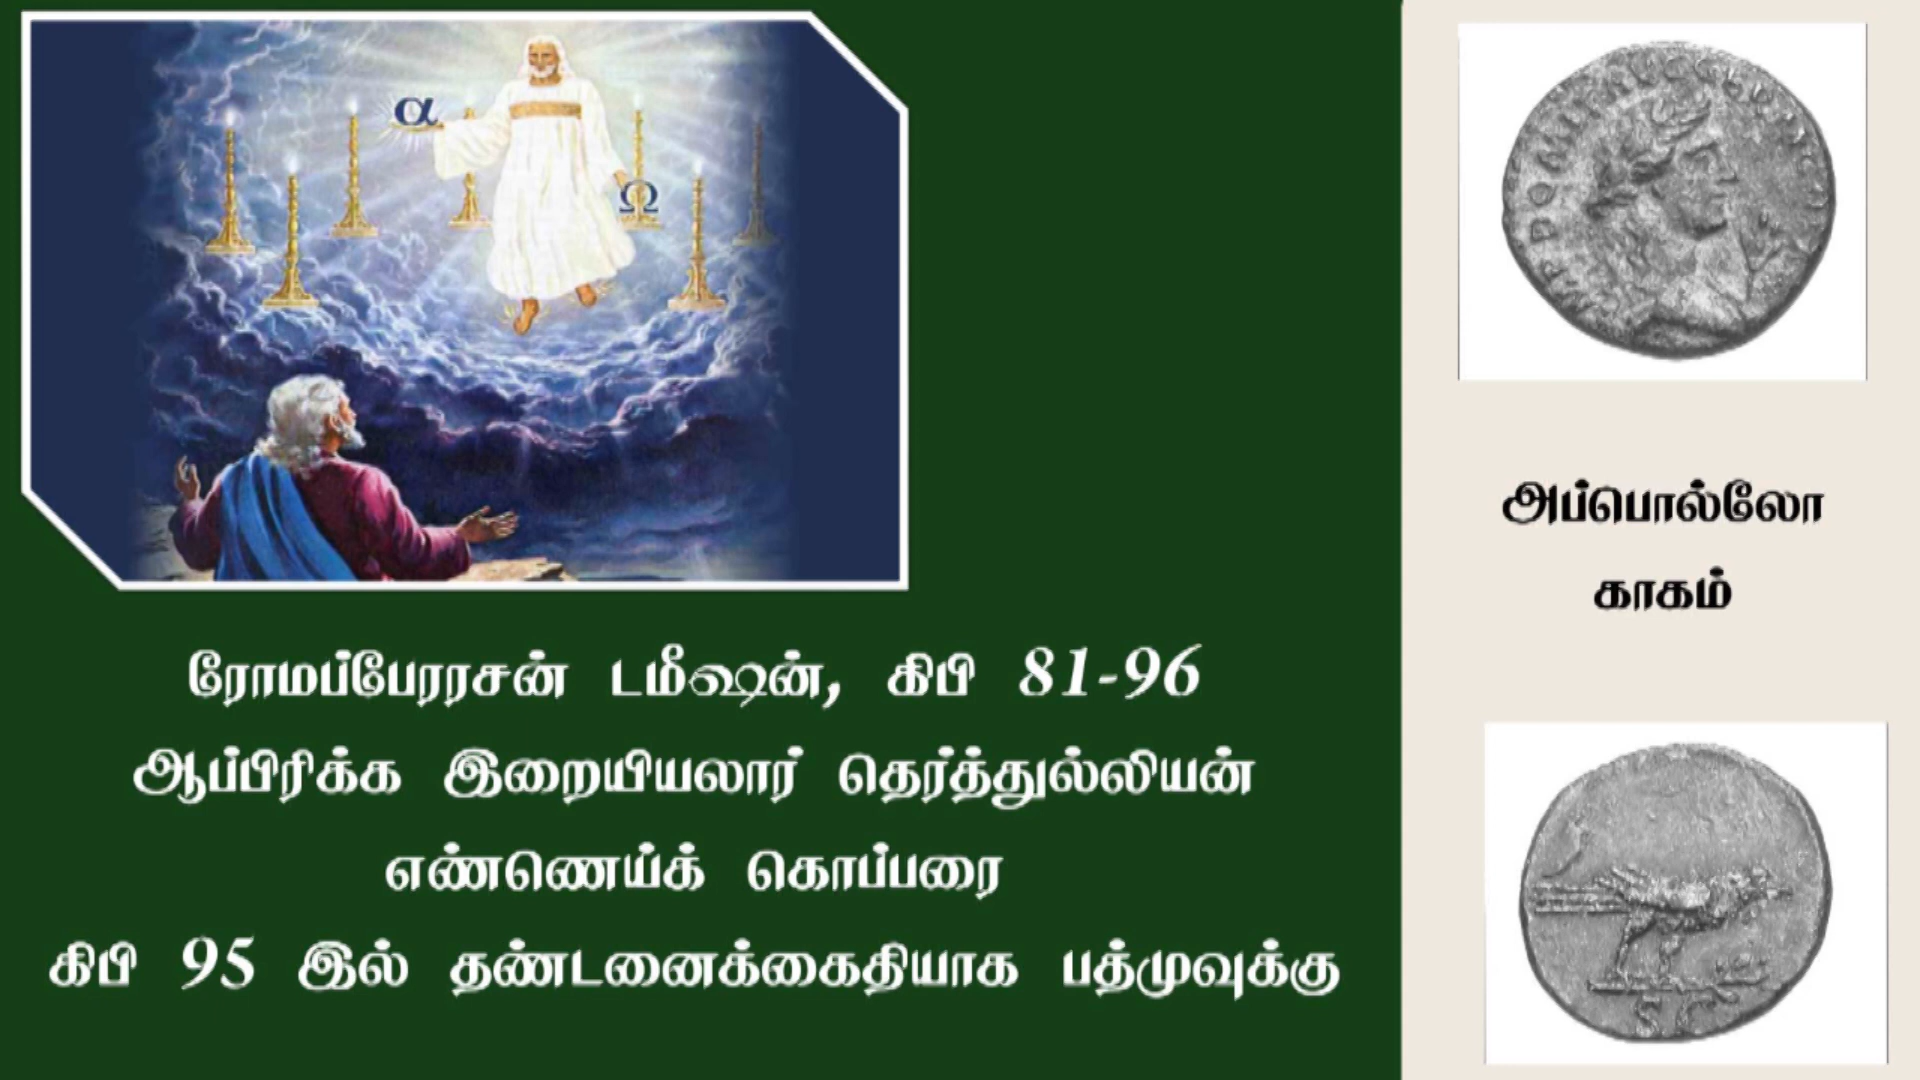 α
Ω
ரோமப்பேரரசன் டமீஷன், கிபி 81-96
ஆப்பிரிக்க இறையியலார் தெர்த்துல்லியன்
எண்ணெய்க் கொப்பரை
கிபி 95 இல் தண்டனைக்கைதியாக பத்முவுக்கு
அப்பொல்லோ
காகம்
S C